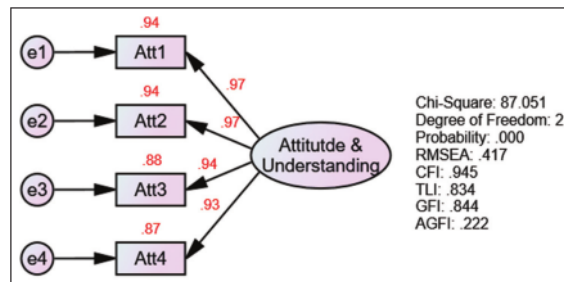 .94
e1
Att1
.97
.94
e2
Att2
.97
Attitutde &
Understanding
.88
e3
Att3
.94
.93
.87
e4
Att4
Chi-Square: 87.051
Degree of Freedom: 2
Probability: .000
RMSEA: .417
CFI: .945
TLI: .834
GFI: .844
AGFI: .222